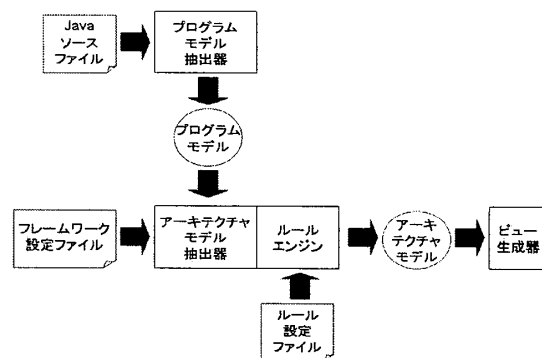 Java
ソース
ファイル
プログラム
モデル
抽出器
プログラム
モデル
フレームワーク
設定ファイル
アーキテクチャ
モデル
抽出器
ルール
エンジン
アーキ
テクチャ
モデル
ビュー
生成器
ルール
設定
ファイル